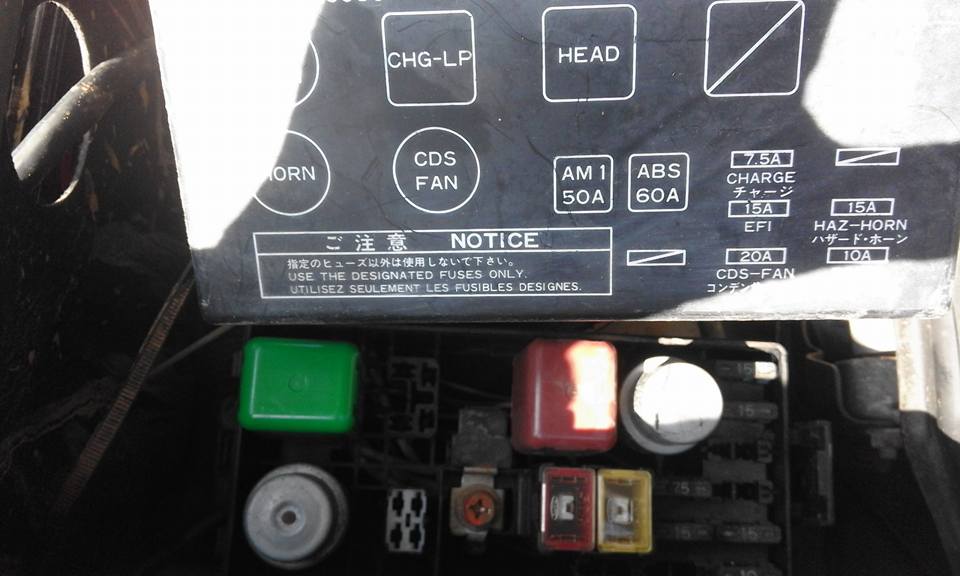 CHG-LP
HEAD
CDS
FAN
AM1
50A
ABS
60A
7.5A
CHARGE
チャージ
15A
EFI
15A
HAZ-HORN
ハザード・ホーン
20A
CDS-FAN
10A
ご注意 NOTICE
指定のヒューズ以外は使用しないで下さい。
USE THE DESIGNATED FUSES ONLY.
UTILISEZ SEULEMENT LES FUSIBLES DESIGNES.
15
15
15
15
10